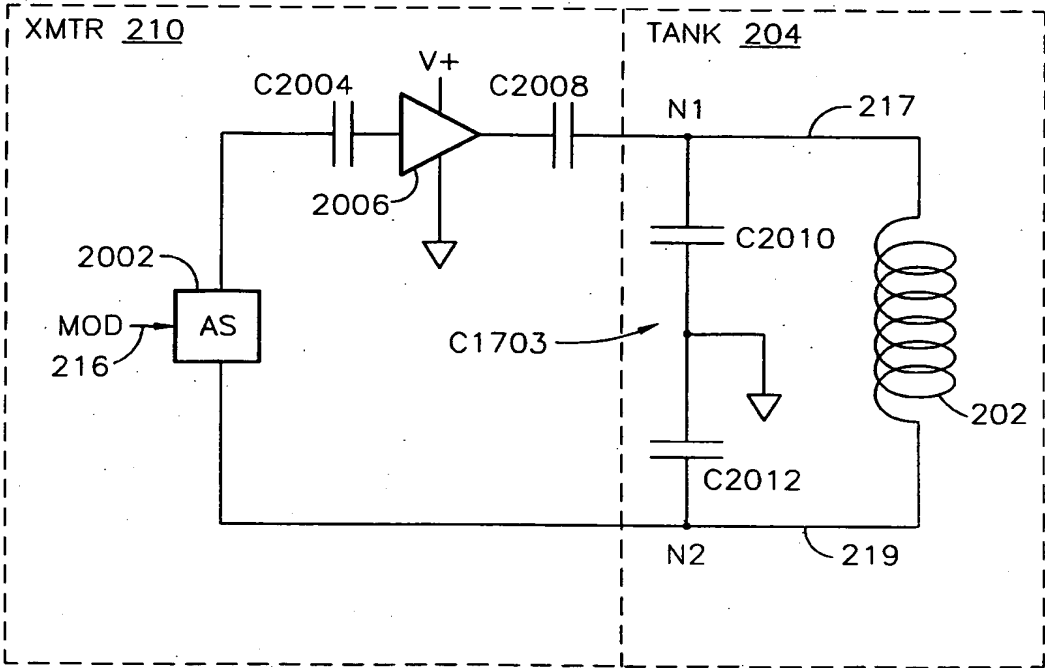 XMTR 210
TANK 204
V+
C2004
C2008
N1
217
2006
C2010
2002
MOD
AS
216
C1703
202
C2012
N2
219